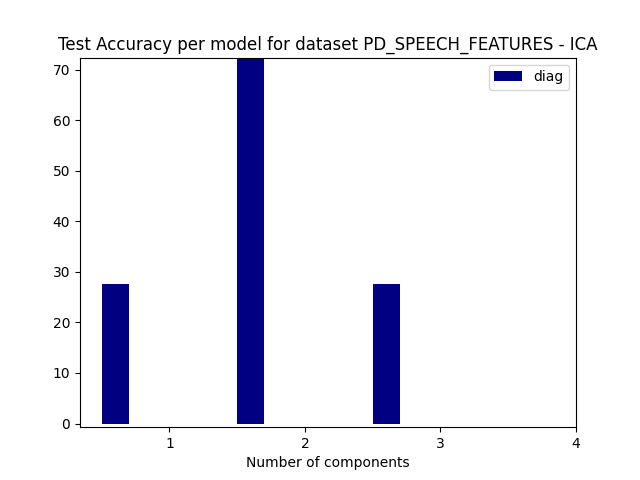 Test Accuracy per model for dataset PD_SPEECH_FEATURES - ICA
diag
70
60
50
40
30
20
10
0
1 2 3 4
Number of components